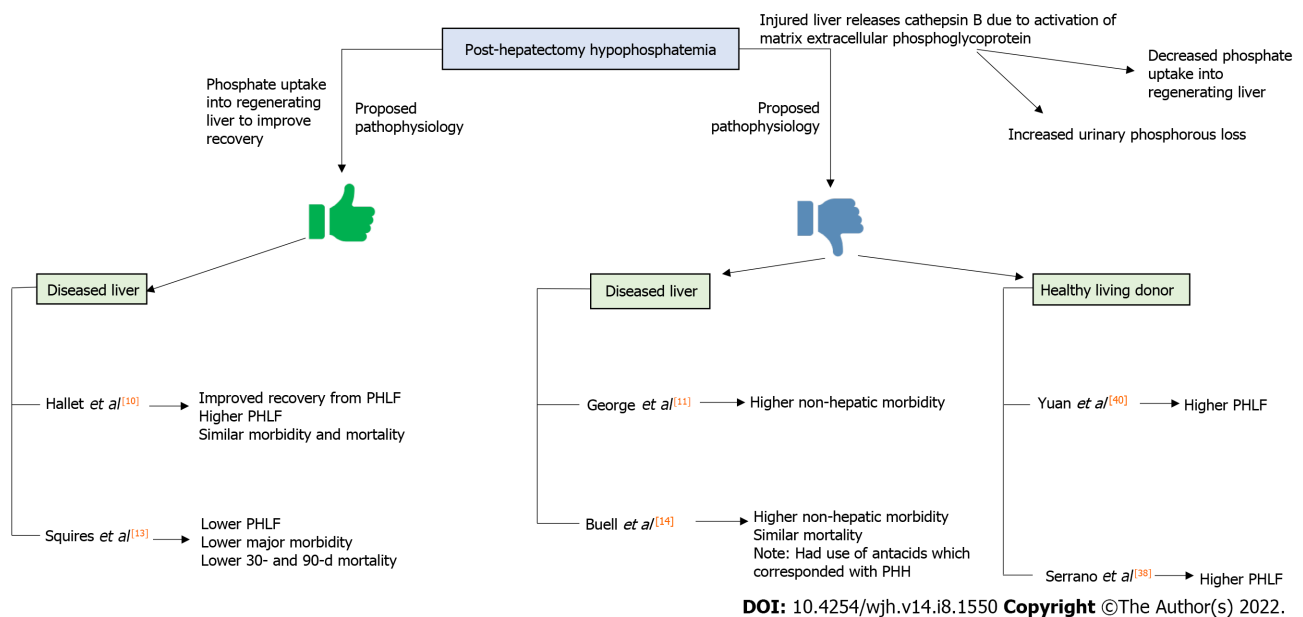 Post-hepatectomy hypophosphatemia
Injured liver releases cathepsin B due to activation of
matrix extracellular phosphoglycoprotein
Decreased phosphate
uptake into
regenerating liver
Increased urinary phosphorous loss
Phosphate uptake
into regenerating
liver to improve
recovery
Proposed
pathophysiology
Proposed
pathophysiology
Diseased liver
Hallet et al[10]
Improved recovery from PHLF
Higher PHLF
Similar morbidity and mortality
Squires et al[13]
Lower PHLF
Lower major morbidity
Lower 30- and 90-d mortality
Diseased liver
George et al[11]
Higher non-hepatic morbidity
Buell et al[14]
Higher non-hepatic morbidity
Similar mortality
Note: Had use of antacids which
corresponded with PHH
Healthy living donor
Yuan et al[40]
Higher PHLF
Serrano et al[38]
Higher PHLF
DOI: 10.4254/wjh.v14.i8.1550 Copyright ©The Author(s) 2022.